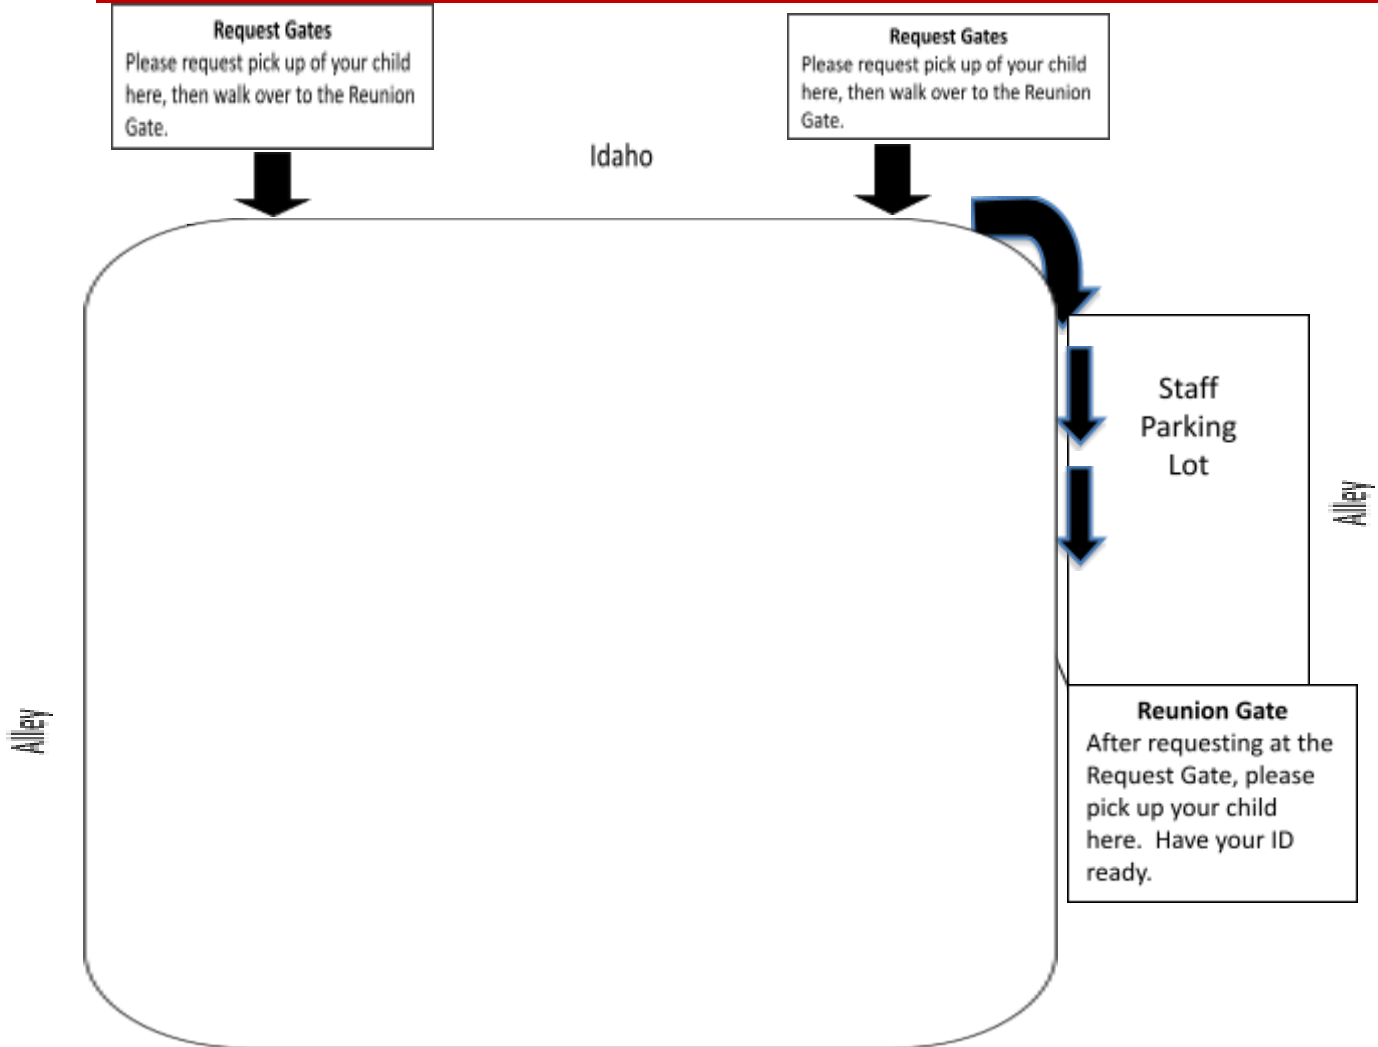 Request Gates
Please request pick up of your child
here, then walk over to the Reunion
Gate.
Request Gates
Please request pick up of your child
here, then walk over to the Reunion
Gate.
Idaho
Staff
Parking
Lot
Alley
Alley
Reunion Gate
After requesting at the
Request Gate, please
pick up your child
here.  Have your ID
ready.